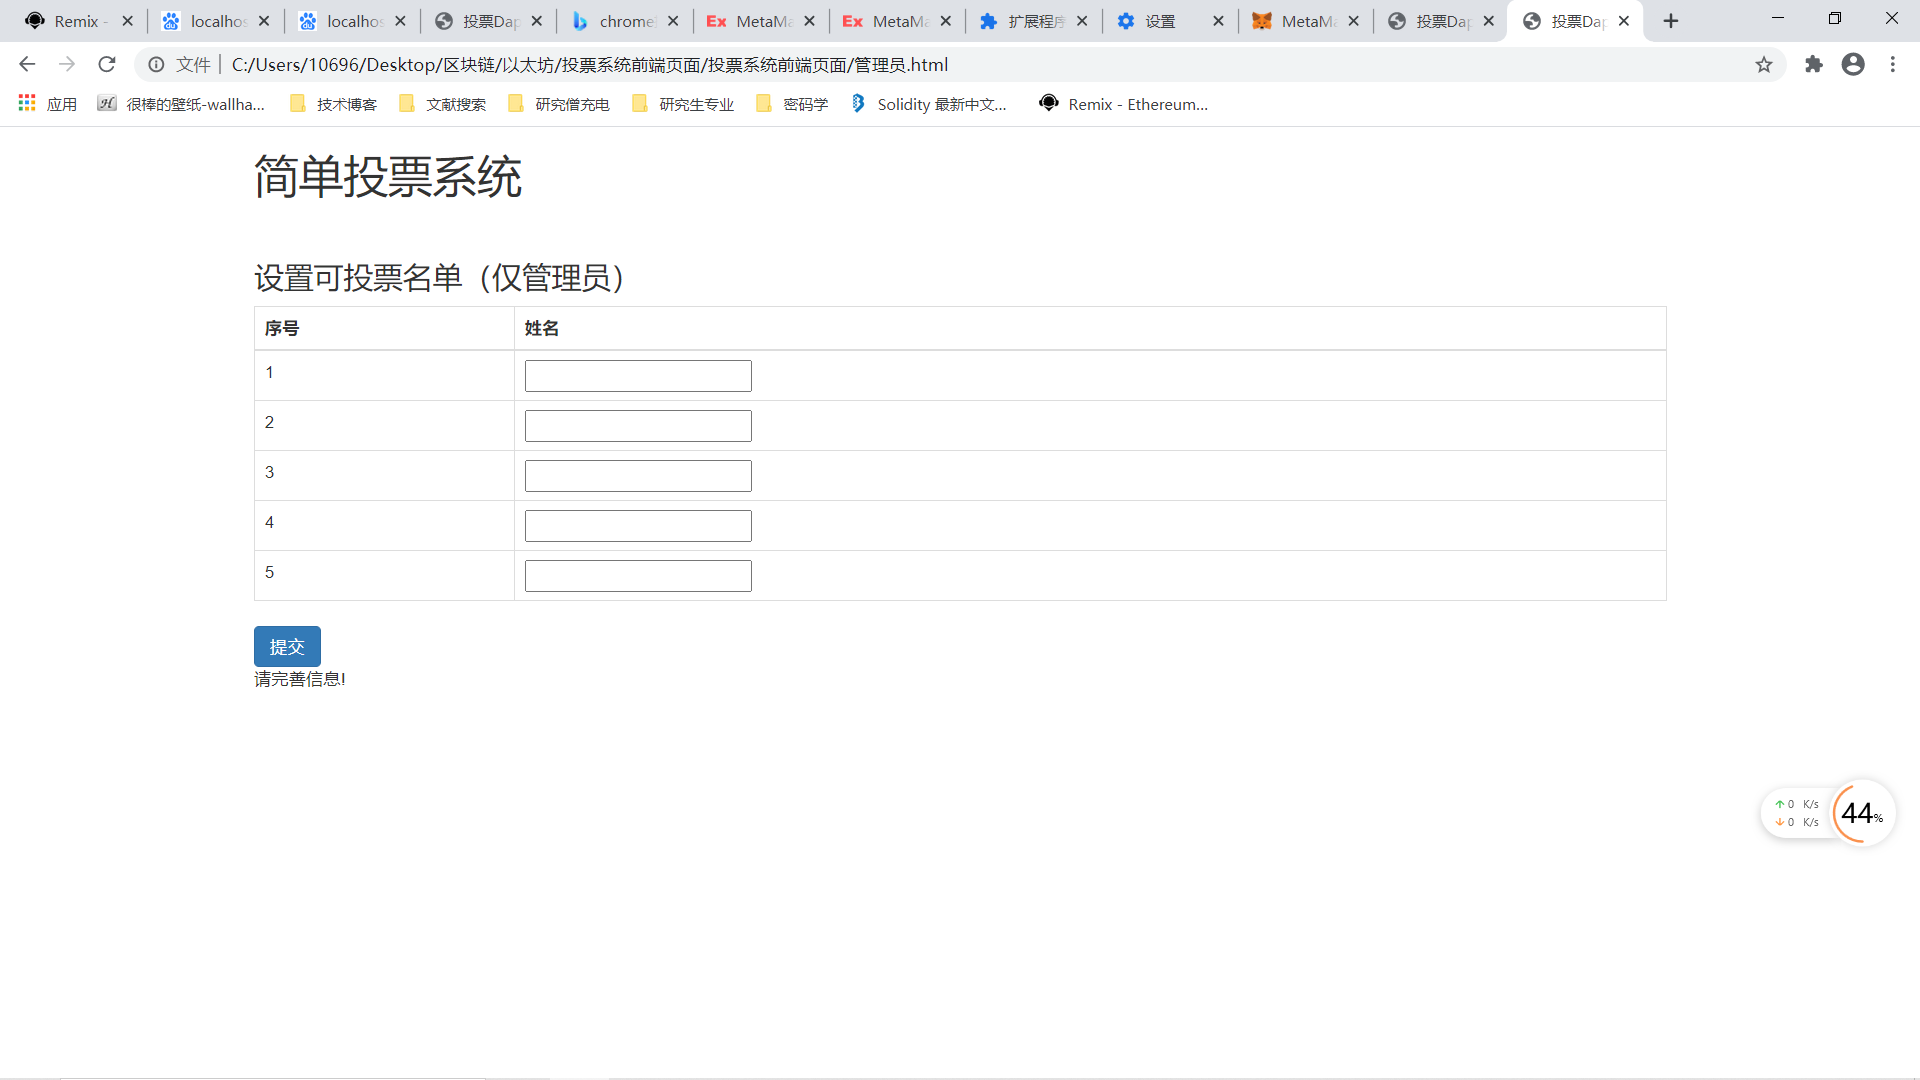 Remix -
localhos
localhos
投票Dap
chrome
Ex MetaMa
Ex MetaMa
扩展程序
设置
MetaMa
投票Dap
投票Dap
文件 C:/Users/10696/Desktop/区块链/以太坊/投票系统前端页面/投票系统前端页面/管理员.html
应用
很棒的壁纸-wallha...
技术博客
文献搜索
研究僧充电
研究生专业
密码学
Solidity 最新中文...
Remix - Ethereum...
简单投票系统
设置可投票名单（仅管理员）
序号 姓名
1
2
3
4
5
提交
请完善信息!
0 K/s
0 K/s
44%